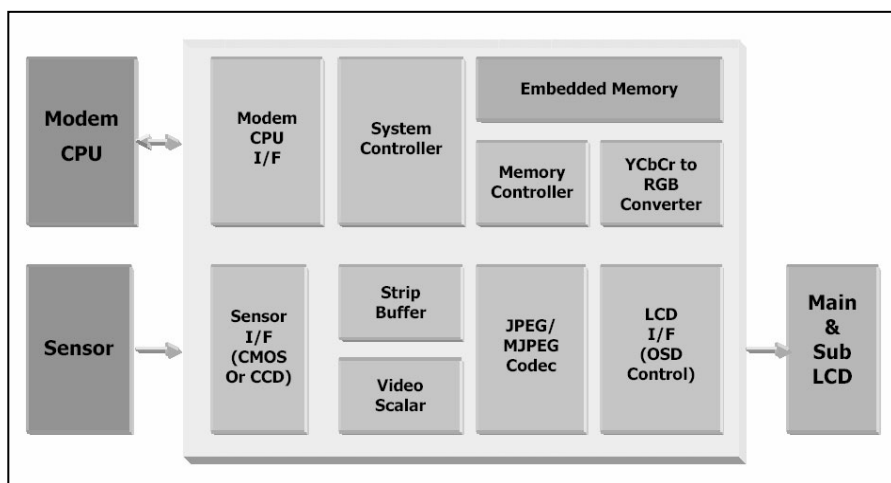 Modem
CPU
Modem
CPU
I/F
System
Controller
Embedded Memory
Memory
Controller
YCbCr to
RGB
Converter
Sensor
Sensor
I/F
(CMOS
Or CCD)
Strip
Buffer
Video
Scalar
JPEG/
MJPEG
Codec
LCD
I/F
(OSD
Control)
Main
&
Sub
LCD